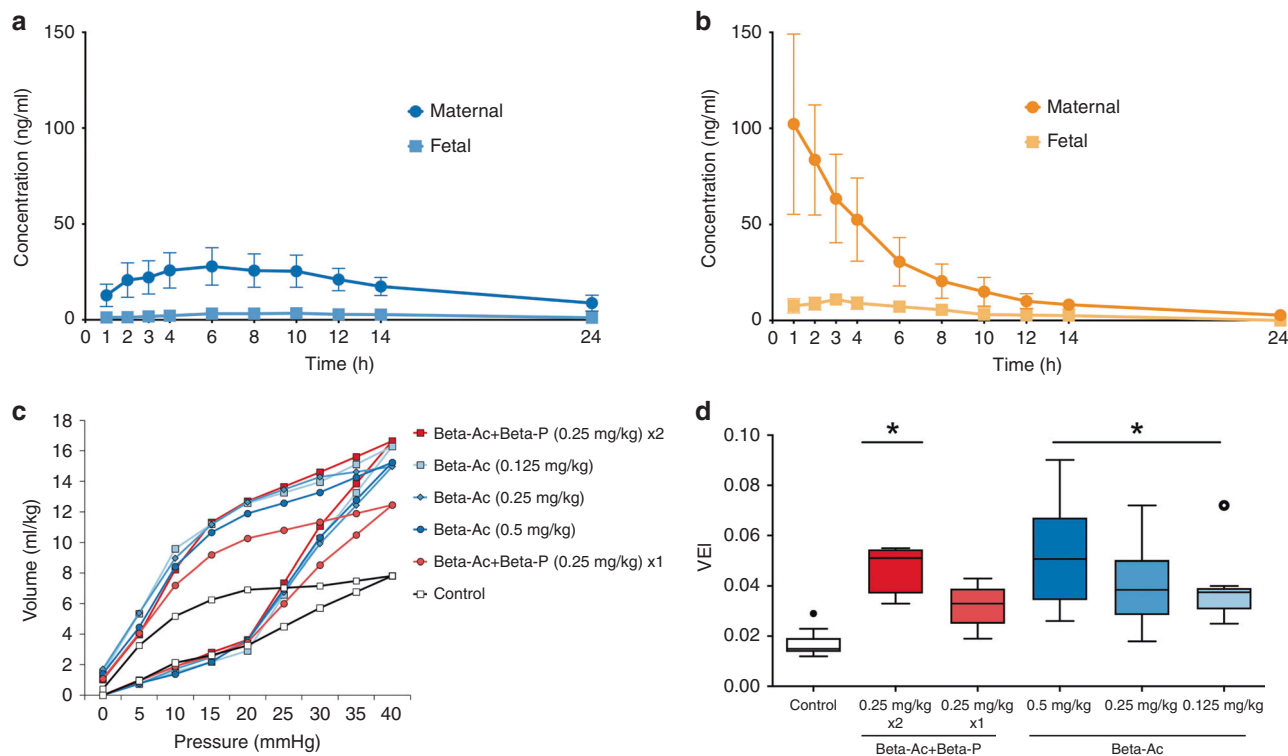 a
150
100
50
0
Concentration (ng/ml)
Maternal
Fetal
0 1 2 3 4 6 8 10 12 14 24
Time (h)
b
150
100
50
0
Concentration (ng/ml)
Maternal
Fetal
0 1 2 3 4 6 8 10 12 14 24
Time (h)
c
18
16
14
12
10
8
6
4
2
0
Volume (ml/kg)
0 5 10 15 20 25 30 35 40
Pressure (mmHg)
Beta-Ac+Beta-P (0.25 mg/kg) x2
Beta-Ac (0.125 mg/kg)
Beta-Ac (0.25 mg/kg)
Beta-Ac (0.5 mg/kg)
Beta-Ac+Beta-P (0.25 mg/kg) x1
Control
d
0.10
0.08
0.06
0.04
0.02
0.00
VEI
*
*
Control 0.25 mg/kg 0.25 mg/kg 0.5 mg/kg 0.25 mg/kg 0.125 mg/kg
x2 x1
Beta-Ac+Beta-P Beta-Ac